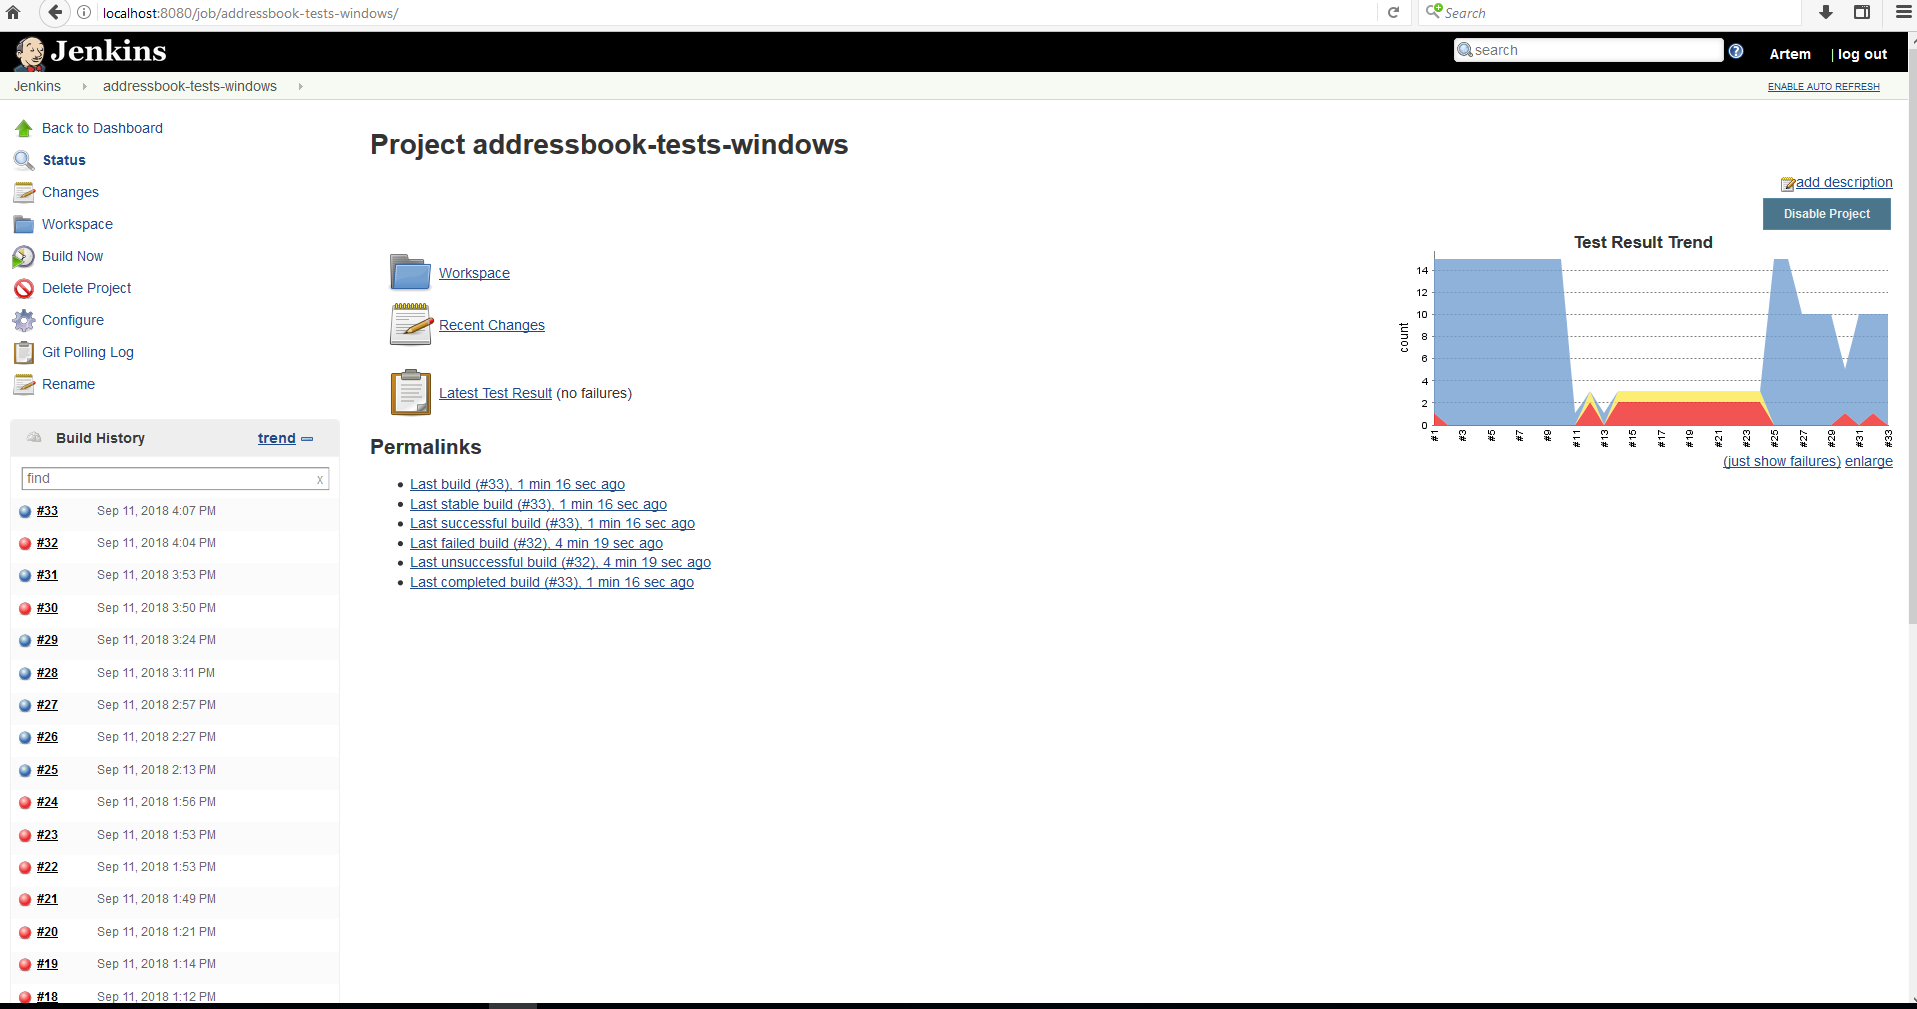 localhost:8080/job/addressbook-tests-windows/
Search
Jenkins
search
Artem
| log out
Jenkins
addressbook-tests-windows
ENABLE AUTO REFRESH
Back to Dashboard
Status
Changes
Workspace
Build Now
Delete Project
Configure
Git Polling Log
Rename
Build History
trend
find
x
#33 Sep 11, 2018 4:07 PM
#32 Sep 11, 2018 4:04 PM
#31 Sep 11, 2018 3:53 PM
#30 Sep 11, 2018 3:50 PM
#29 Sep 11, 2018 3:24 PM
#28 Sep 11, 2018 3:11 PM
#27 Sep 11, 2018 2:57 PM
#26 Sep 11, 2018 2:27 PM
#25 Sep 11, 2018 2:13 PM
#24 Sep 11, 2018 1:56 PM
#23 Sep 11, 2018 1:53 PM
#22 Sep 11, 2018 1:53 PM
#21 Sep 11, 2018 1:49 PM
#20 Sep 11, 2018 1:21 PM
#19 Sep 11, 2018 1:14 PM
#18 Sep 11, 2018 1:12 PM
Project addressbook-tests-windows
add description
Disable Project
Workspace
Recent Changes
Latest Test Result (no failures)
Permalinks
Last build (#33), 1 min 16 sec ago
Last stable build (#33), 1 min 16 sec ago
Last successful build (#33), 1 min 16 sec ago
Last failed build (#32), 4 min 19 sec ago
Last unsuccessful build (#32), 4 min 19 sec ago
Last completed build (#33), 1 min 16 sec ago
Test Result Trend
count
14
12
10
8
6
4
2
0
#1 #3 #5 #7 #9 #11 #13 #15 #17 #19 #21 #23 #25 #27 #29 #31 #33
(just show failures) enlarge